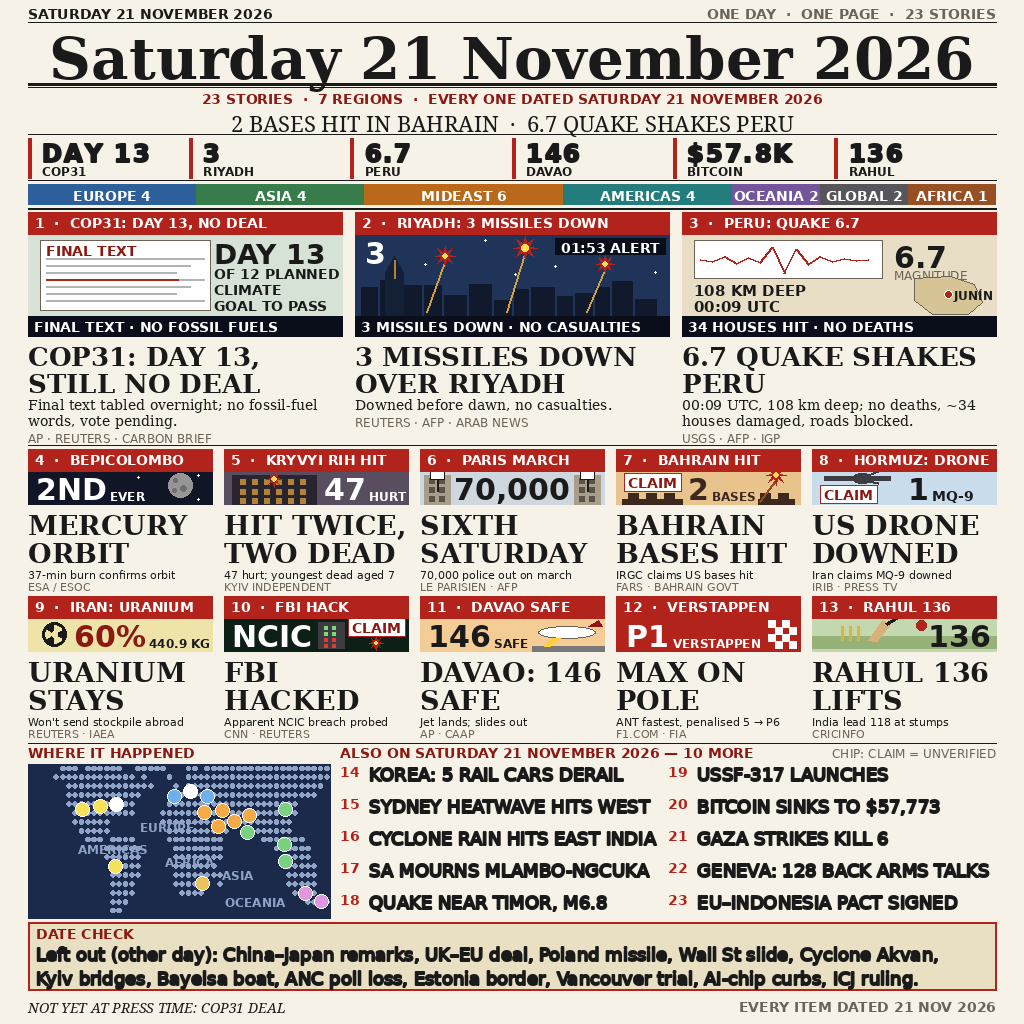 SATURDAY 21 NOVEMBER 2026
ONE DAY · ONE PAGE · 23 STORIES
Saturday 21 November 2026
23 STORIES · 7 REGIONS · EVERY ONE DATED SATURDAY 21 NOVEMBER 2026
2 BASES HIT IN BAHRAIN · 6.7 QUAKE SHAKES PERU
DAY 13
COP31
3
RIYADH
6.7
PERU
146
DAVAO
$57.8K
BITCOIN
136
RAHUL
EUROPE 4
ASIA 4
MIDEAST 6
AMERICAS 4
OCEANIA 2
GLOBAL 2
AFRICA 1
1 · COP31: DAY 13, NO DEAL
FINAL TEXT
DAY 13
OF 12 PLANNED
CLIMATE
GOAL TO PASS
FINAL TEXT · NO FOSSIL FUELS
COP31: DAY 13,
STILL NO DEAL
Final text tabled overnight; no fossil-fuel
words, vote pending.
AP · REUTERS · CARBON BRIEF
2 · RIYADH: 3 MISSILES DOWN
3
01:53 ALERT
3 MISSILES DOWN · NO CASUALTIES
3 MISSILES DOWN
OVER RIYADH
Downed before dawn, no casualties.
REUTERS · AFP · ARAB NEWS
3 · PERU: QUAKE 6.7
6.7
MAGNITUDE
108 KM DEEP
00:09 UTC
JUNÍN
34 HOUSES HIT · NO DEATHS
6.7 QUAKE SHAKES
PERU
00:09 UTC, 108 km deep; no deaths, ~34
houses damaged, roads blocked.
USGS · AFP · IGP
4 · BEPICOLOMBO
2ND EVER
MERCURY
ORBIT
37-min burn confirms orbit
ESA / ESOC
5 · KRYVYI RIH HIT
47 HURT
HIT TWICE,
TWO DEAD
47 hurt; youngest dead aged 7
KYIV INDEPENDENT
6 · PARIS MARCH
70,000
SIXTH
SATURDAY
70,000 police out on march
LE PARISIEN · AFP
7 · BAHRAIN HIT
CLAIM
2 BASES
BAHRAIN
BASES HIT
IRGC claims US bases hit
FARS · BAHRAIN GOVT
8 · HORMUZ: DRONE
CLAIM
1 MQ-9
US DRONE
DOWNED
Iran claims MQ-9 downed
IRIB · PRESS TV
9 · IRAN: URANIUM
60% 440.9 KG
URANIUM
STAYS
Won't send stockpile abroad
REUTERS · IAEA
10 · FBI HACK
NCIC
CLAIM
FBI
HACKED
Apparent NCIC breach probed
CNN · REUTERS
11 · DAVAO SAFE
146 SAFE
DAVAO: 146
SAFE
Jet lands; slides out
AP · CAAP
12 · VERSTAPPEN
P1 VERSTAPPEN
MAX ON
POLE
ANT fastest, penalised 5 → P6
F1.COM · FIA
13 · RAHUL 136
136
RAHUL 136
LIFTS
India lead 118 at stumps
CRICINFO
WHERE IT HAPPENED
EUROPE
AMERICAS
AFRICA
ASIA
OCEANIA
ALSO ON SATURDAY 21 NOVEMBER 2026 — 10 MORE
CHIP: CLAIM = UNVERIFIED
14 KOREA: 5 RAIL CARS DERAIL
15 SYDNEY HEATWAVE HITS WEST
16 CYCLONE RAIN HITS EAST INDIA
17 SA MOURNS MLAMBO-NGCUKA
18 QUAKE NEAR TIMOR, M6.8
19 USSF-317 LAUNCHES
20 BITCOIN SINKS TO $57,773
21 GAZA STRIKES KILL 6
22 GENEVA: 128 BACK ARMS TALKS
23 EU–INDONESIA PACT SIGNED
DATE CHECK
Left out (other day): China–Japan remarks, UK–EU deal, Poland missile, Wall St slide, Cyclone Akvan,
Kyiv bridges, Bayelsa boat, ANC poll loss, Estonia border, Vancouver trial, AI-chip curbs, ICJ ruling.
NOT YET AT PRESS TIME: COP31 DEAL
EVERY ITEM DATED 21 NOV 2026